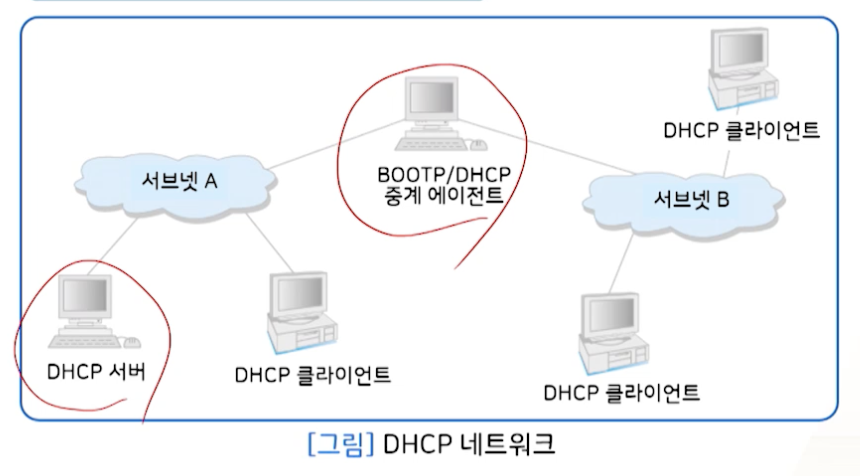 DHCP 클라이언트
BOOTP/DHCP
중계 에이전트
서브넷 A
서브넷 B
DHCP 서버
DHCP 클라이언트
DHCP 클라이언트
[그림] DHCP 네트워크